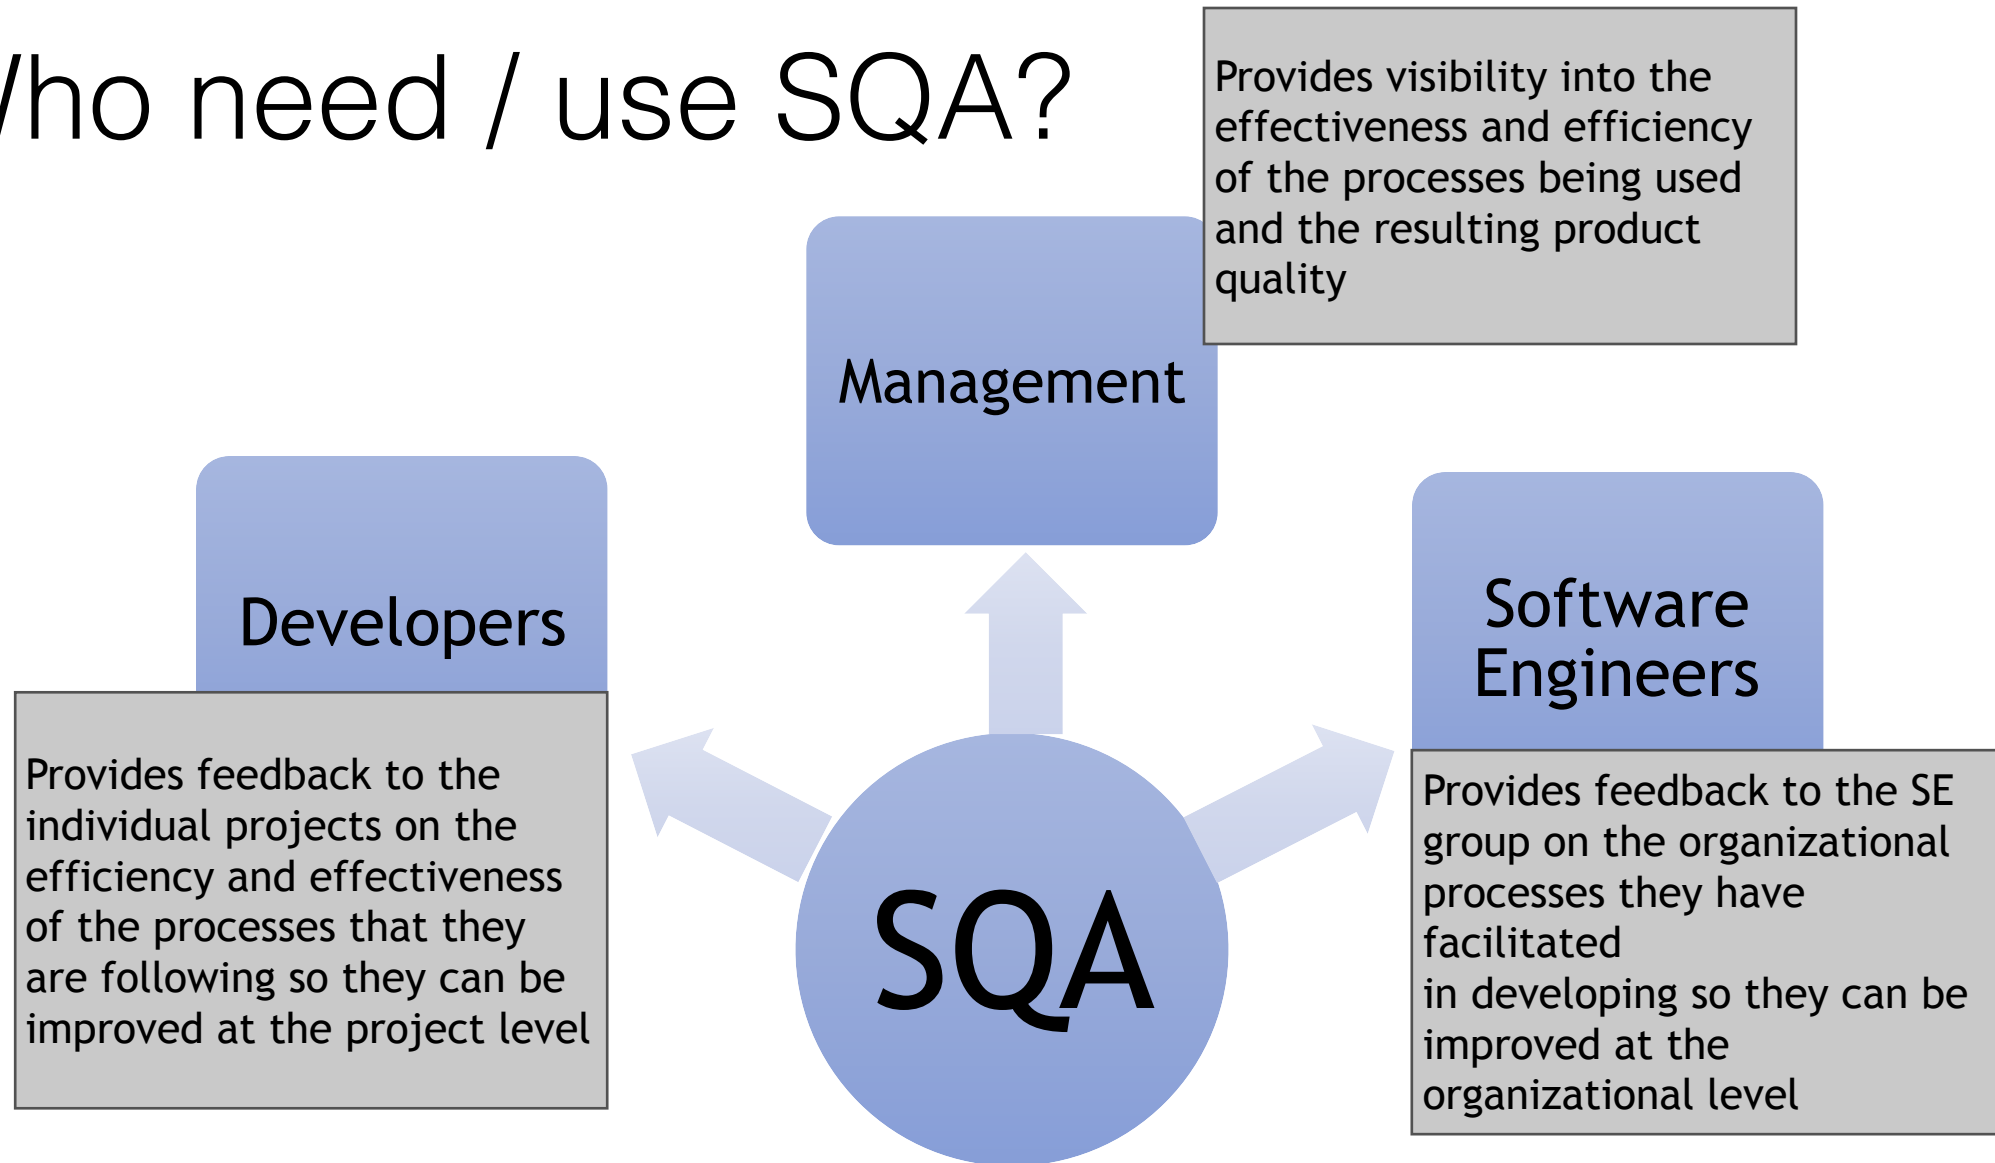 Who need / use SQA?
Provides visibility into the
effectiveness and efficiency
of the processes being used
and the resulting product
quality
Management
Developers
Software
Engineers
Provides feedback to the
individual projects on the
efficiency and effectiveness
of the processes that they
are following so they can be
improved at the project level
SQA
Provides feedback to the SE
group on the organizational
processes they have
facilitated
in developing so they can be
improved at the
organizational level